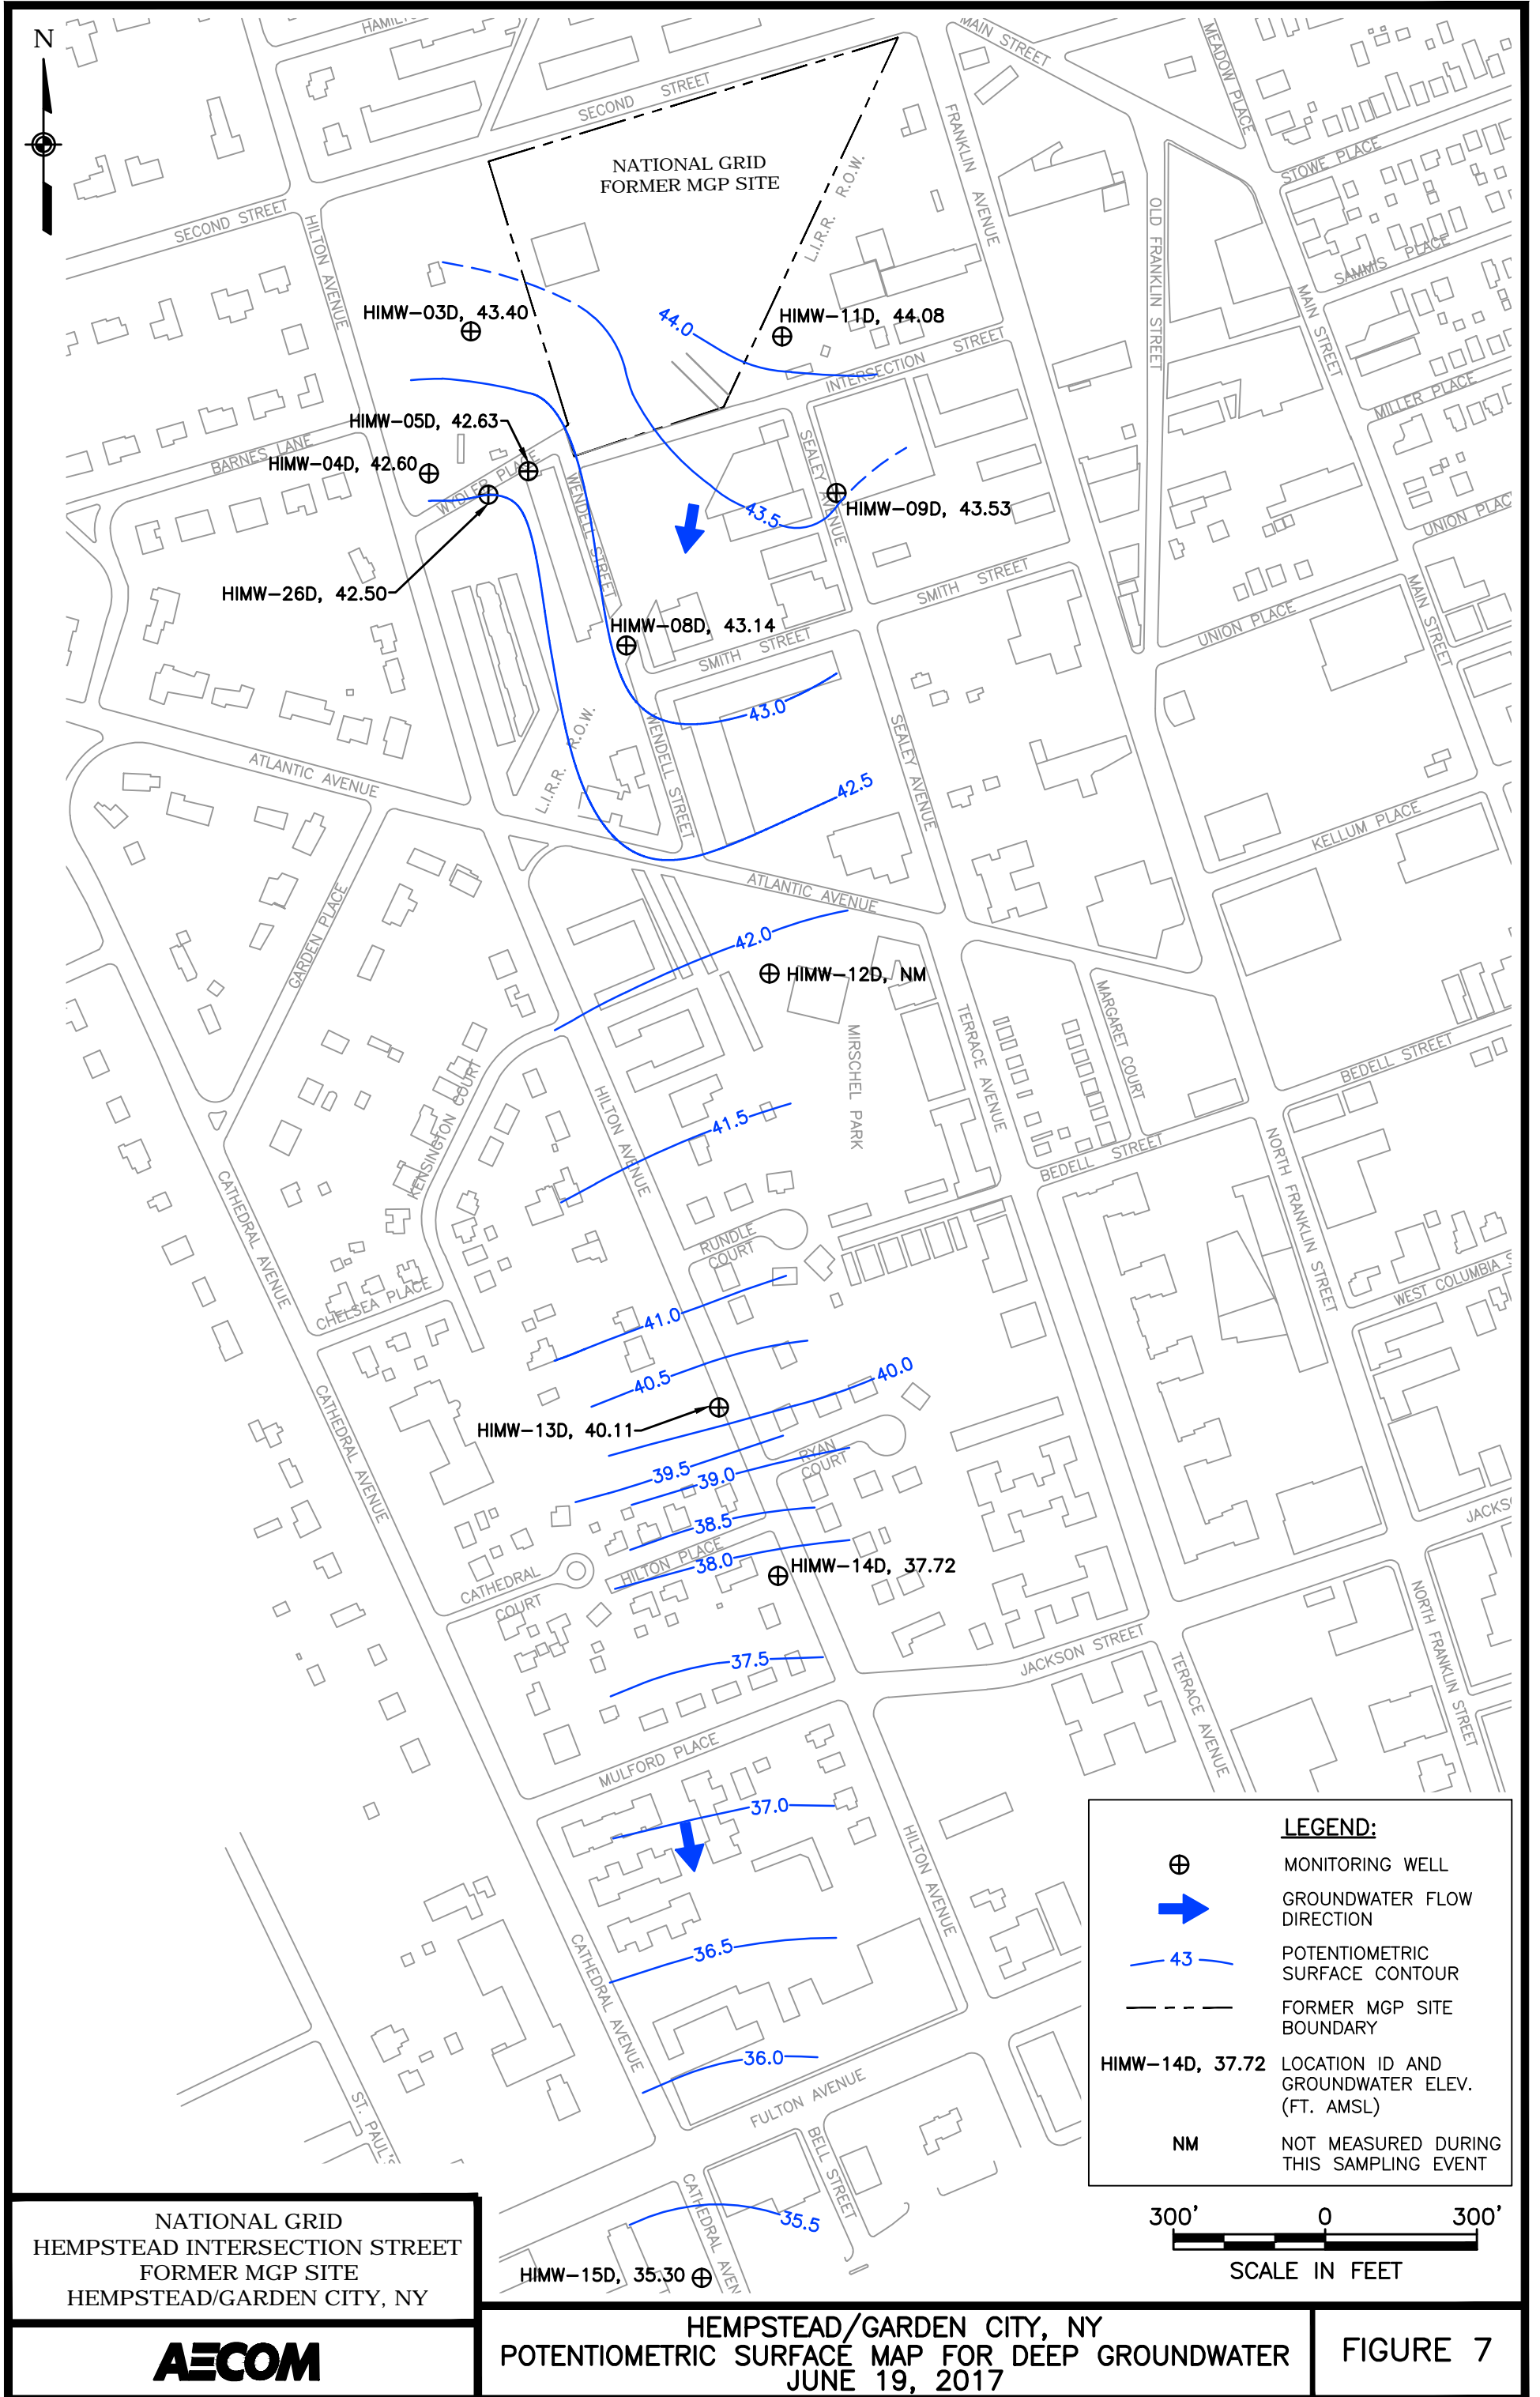 N
HAMIL
MAIN STREET
MEADOW PLACE
SECOND STREET
NATIONAL GRID
FORMER MGP SITE
L.I.R.R. R.O.W.
FRANKLIN AVENUE
STOWE PLACE
SECOND STREET
HILTON AVENUE
OLD FRANKLIN STREET
SAMMIS PLACE
MAIN STREET
HIMW-03D, 43.40
44.0
HIMW-11D, 44.08
INTERSECTION STREET
MILLER PLACE
HIMW-05D, 42.63
BARNES LANE
HIMW-04D, 42.60
WYDLER PLACE
WENDELL STREET
SEALEY AVENUE
43.5
HIMW-09D, 43.53
UNION PLAC
HIMW-26D, 42.50
SMITH STREET
MAIN STREET
HIMW-08D, 43.14
SMITH STREET
UNION PLACE
43.0
L.I.R.R. R.O.W.
WENDELL STREET
SEALEY AVENUE
ATLANTIC AVENUE
42.5
KELLUM PLACE
ATLANTIC AVENUE
GARDEN PLACE
42.0
HIMW-12D, NM
MIRSCHEL PARK
TERRACE AVENUE
MARGARET COURT
BEDELL STREET
KENSINGTON COURT
HILTON AVENUE
41.5
BEDELL STREET
NORTH FRANKLIN STREET
CATHEDRAL AVENUE
RUNDLE
COURT
WEST COLUMBIA S
CHELSEA PLACE
41.0
40.5
40.0
CATHEDRAL AVENUE
HIMW-13D, 40.11
RYAN
COURT
39.5
39.0
JACKS
38.5
HILTON PLACE
38.0
HIMW-14D, 37.72
CATHEDRAL
COURT
NORTH FRANKLIN STREET
37.5
JACKSON STREET
TERRACE AVENUE
MULFORD PLACE
37.0
HILTON AVENUE
36.5
CATHEDRAL AVENUE
36.0
FULTON AVENUE
ST. PAUL'S
BELL STREET
CATHEDRAL AVEN
35.5
HIMW-15D, 35.30
LEGEND:
MONITORING WELL
GROUNDWATER FLOW
DIRECTION
43
POTENTIOMETRIC
SURFACE CONTOUR
FORMER MGP SITE
BOUNDARY
HIMW-14D, 37.72
LOCATION ID AND
GROUNDWATER ELEV.
(FT. AMSL)
NM
NOT MEASURED DURING
THIS SAMPLING EVENT
300' 0 300'
SCALE IN FEET
NATIONAL GRID
HEMPSTEAD INTERSECTION STREET
FORMER MGP SITE
HEMPSTEAD/GARDEN CITY, NY
AECOM
HEMPSTEAD/GARDEN CITY, NY
POTENTIOMETRIC SURFACE MAP FOR DEEP GROUNDWATER
JUNE 19, 2017
FIGURE 7